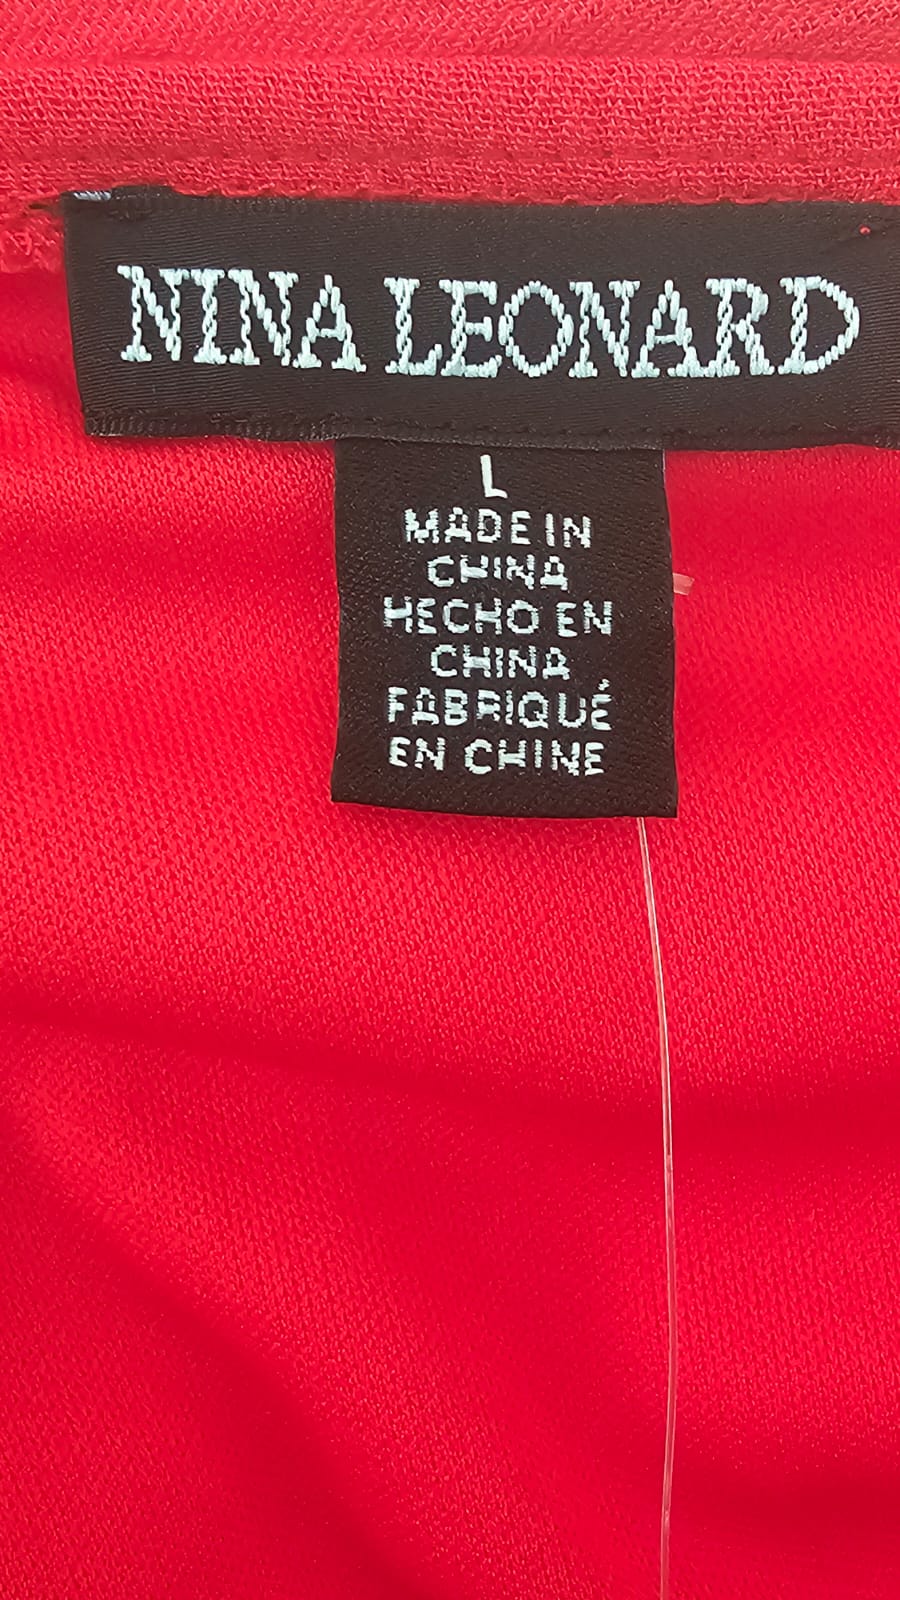 NINA LEONARD
L
MADE IN
CHINA
HECHO EN
CHINA
FABRIQUÉ
EN CHINE